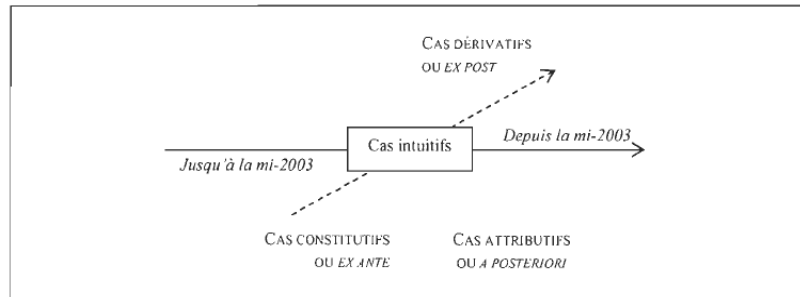 CAS DÉRIVATIFS
OU EX POST
Cas intuitifs
Depuis la mi-2003
Jusqu'à la mi-2003
CAS CONSTITUTIFS
OU EX ANTE
CAS ATTRIBUTIFS
OU A POSTERIORI